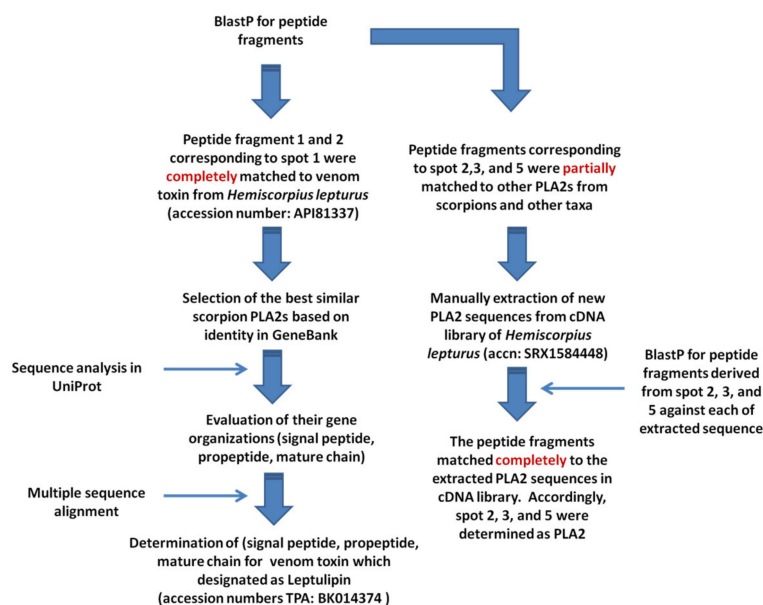 BlastP for peptide
fragments
Peptide fragment 1 and 2
corresponding to spot 1 were
completely matched to venom
toxin from Hemiscorpius lepturus
(accession number: API81337)
Selection of the best similar
scorpion PLA2s based on
identity in GeneBank
Sequence analysis in
UniProt
Evaluation of their gene
organizations (signal peptide,
propeptide, mature chain)
Multiple sequence
alignment
Determination of (signal peptide, propeptide,
mature chain for venom toxin which
designated as Leptulipin
(accession numbers TPA: BK014374 )
Peptide fragments corresponding
to spot 2,3, and 5 were partially
matched to other PLA2s from
scorpions and other taxa
Manually extraction of new
PLA2 sequences from cDNA
library of Hemiscorpius
lepturus (accn: SRX1584448)
BlastP for peptide
fragments derived
from spot 2, 3, and
5 against each of
extracted sequence
The peptide fragments
matched completely to the
extracted PLA2 sequences in
cDNA library. Accordingly,
spot 2, 3, and 5 were
determined as PLA2